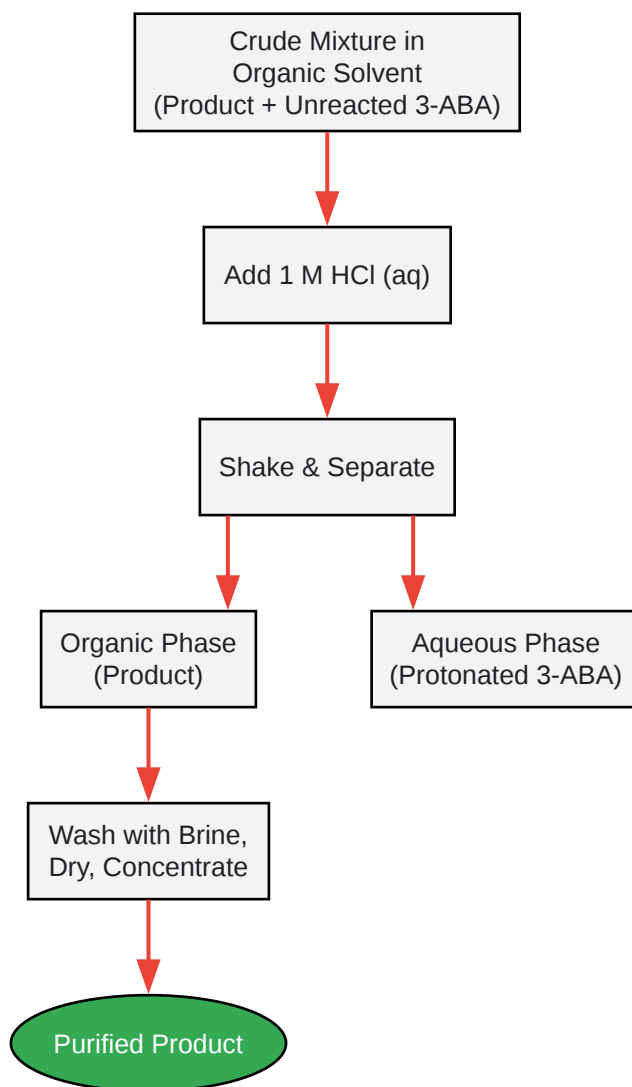 Crude Mixture in
Organic Solvent
(Product + Unreacted 3-ABA)
Add 1 M HCl (aq)
Shake & Separate
Organic Phase
(Product)
Aqueous Phase
(Protonated 3-ABA)
Wash with Brine,
Dry, Concentrate
Purified Product